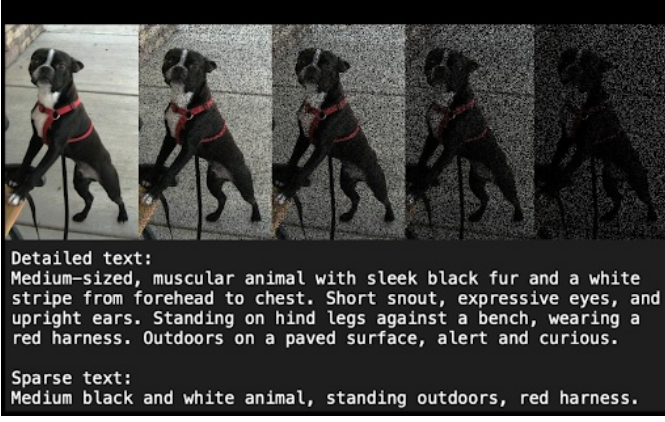 Detailed text:
Medium-sized, muscular animal with sleek black fur and a white
stripe from forehead to chest. Short snout, expressive eyes, and
upright ears. Standing on hind legs against a bench, wearing a
red harness. Outdoors on a paved surface, alert and curious.
Sparse text:
Medium black and white animal, standing outdoors, red harness.